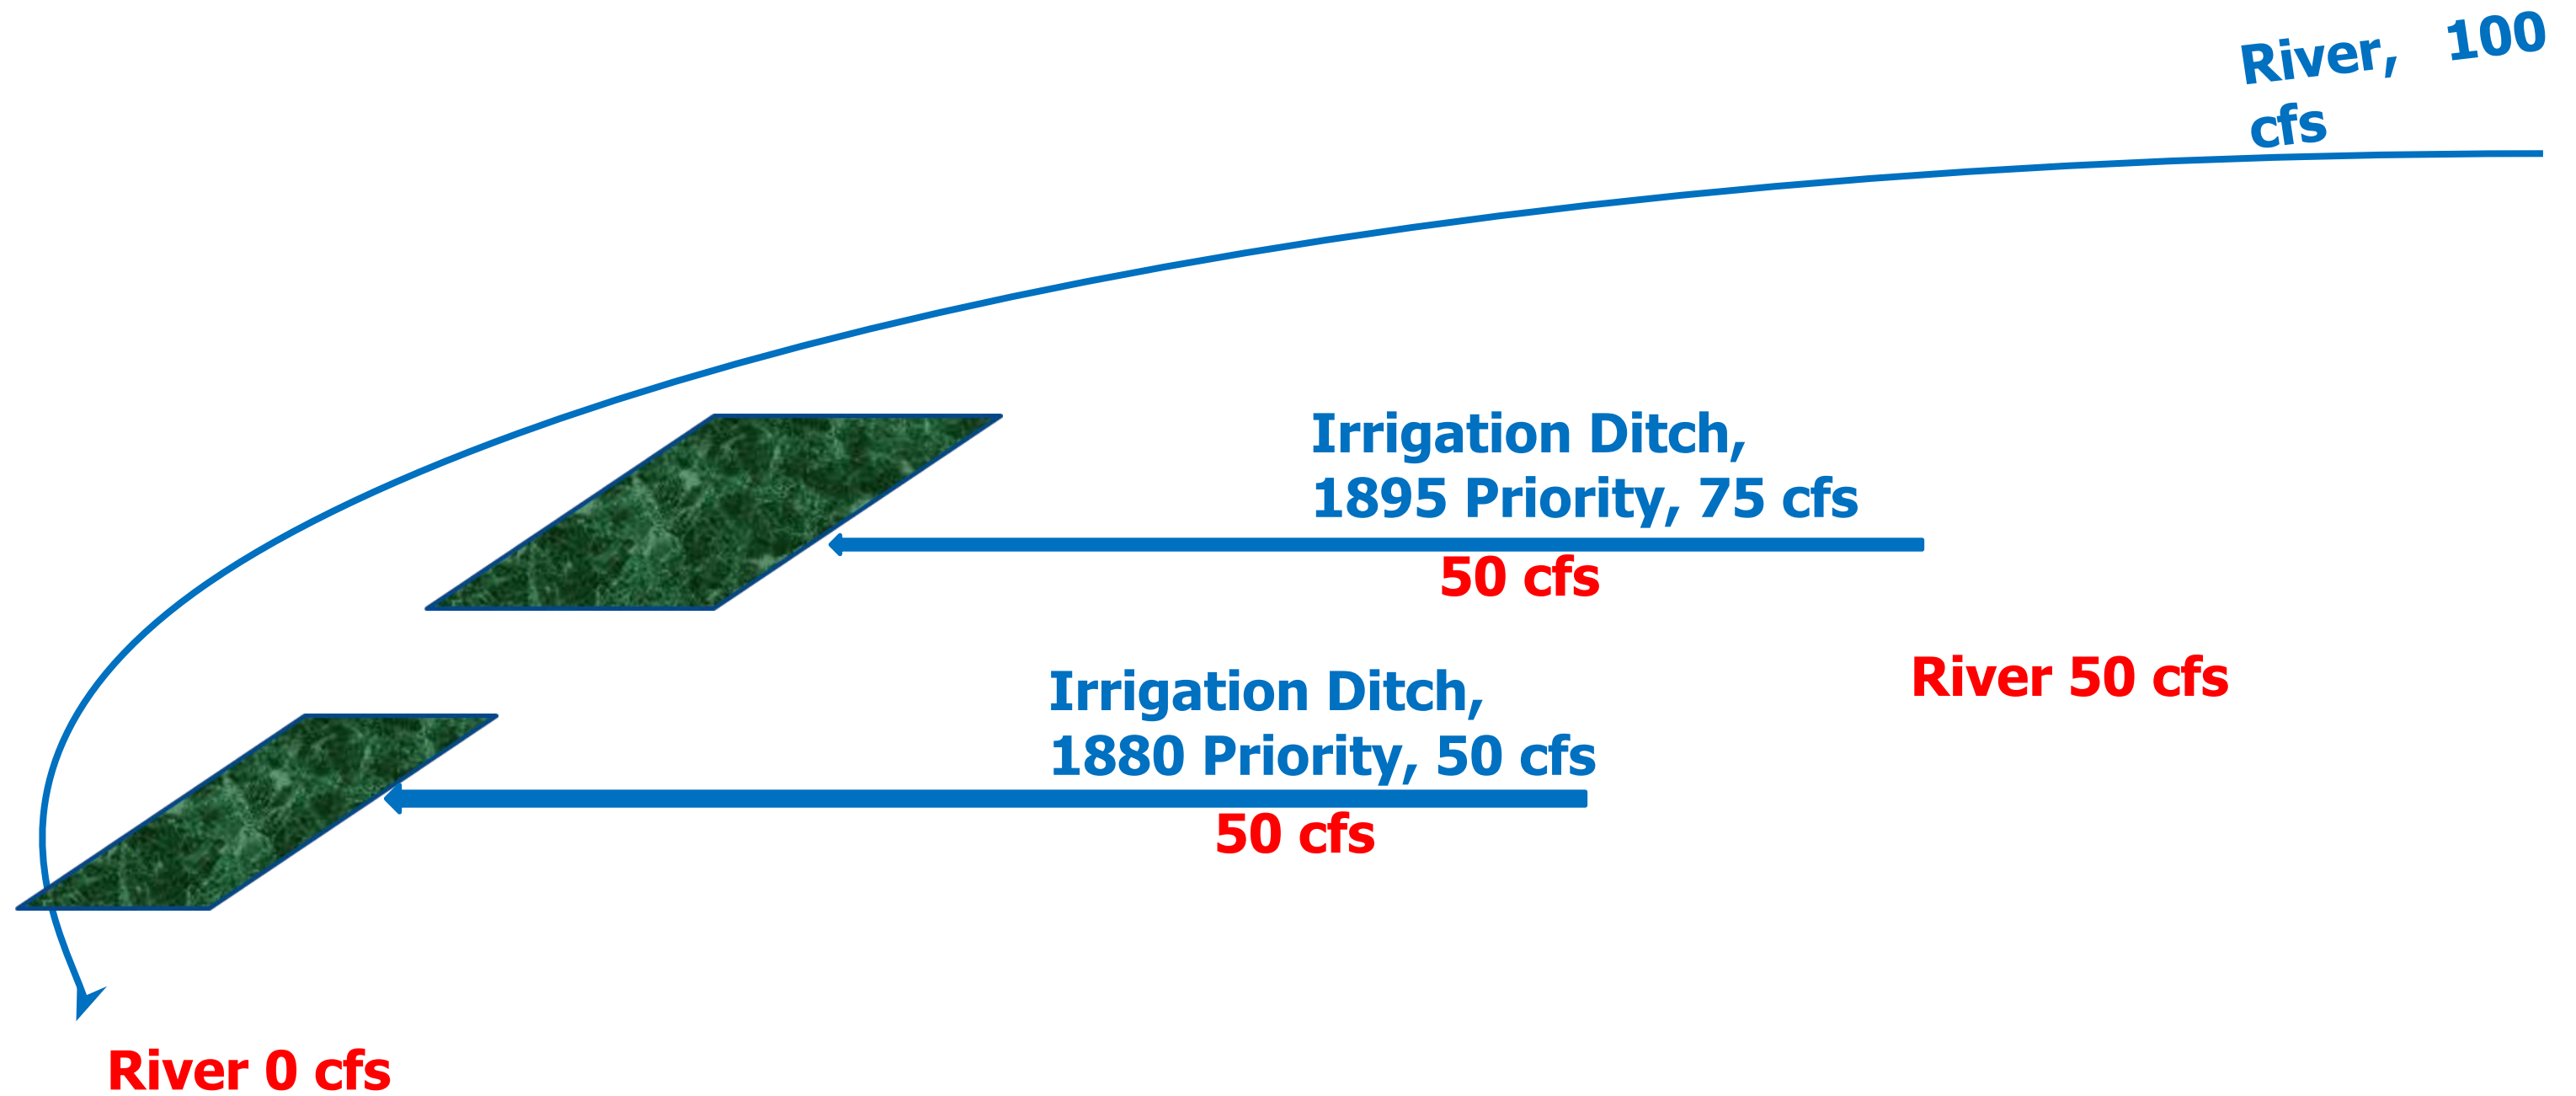 River, 100
cfs
Irrigation Ditch,
1895 Priority, 75 cfs
50 cfs
River 50 cfs
Irrigation Ditch,
1880 Priority, 50 cfs
50 cfs
River 0 cfs